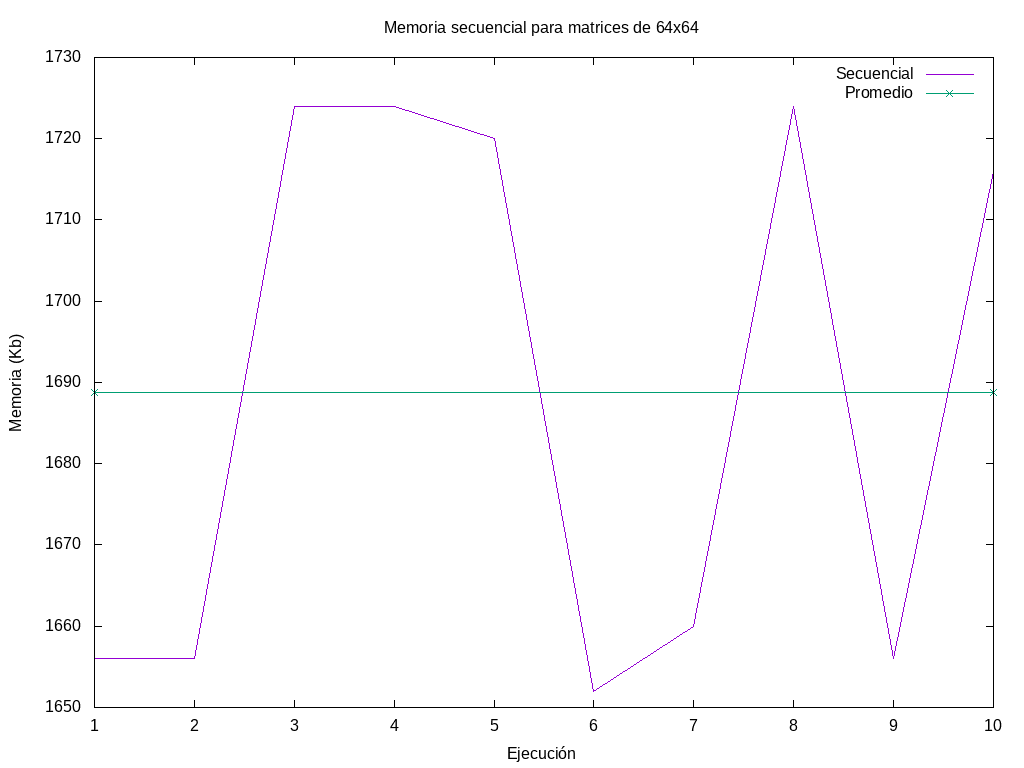 Memoria secuencial para matrices de 64x64
Secuencial
Promedio
1730
1720
1710
1700
1690
1680
1670
1660
1650
Memoria (Kb)
1 2 3 4 5 6 7 8 9 10
Ejecución